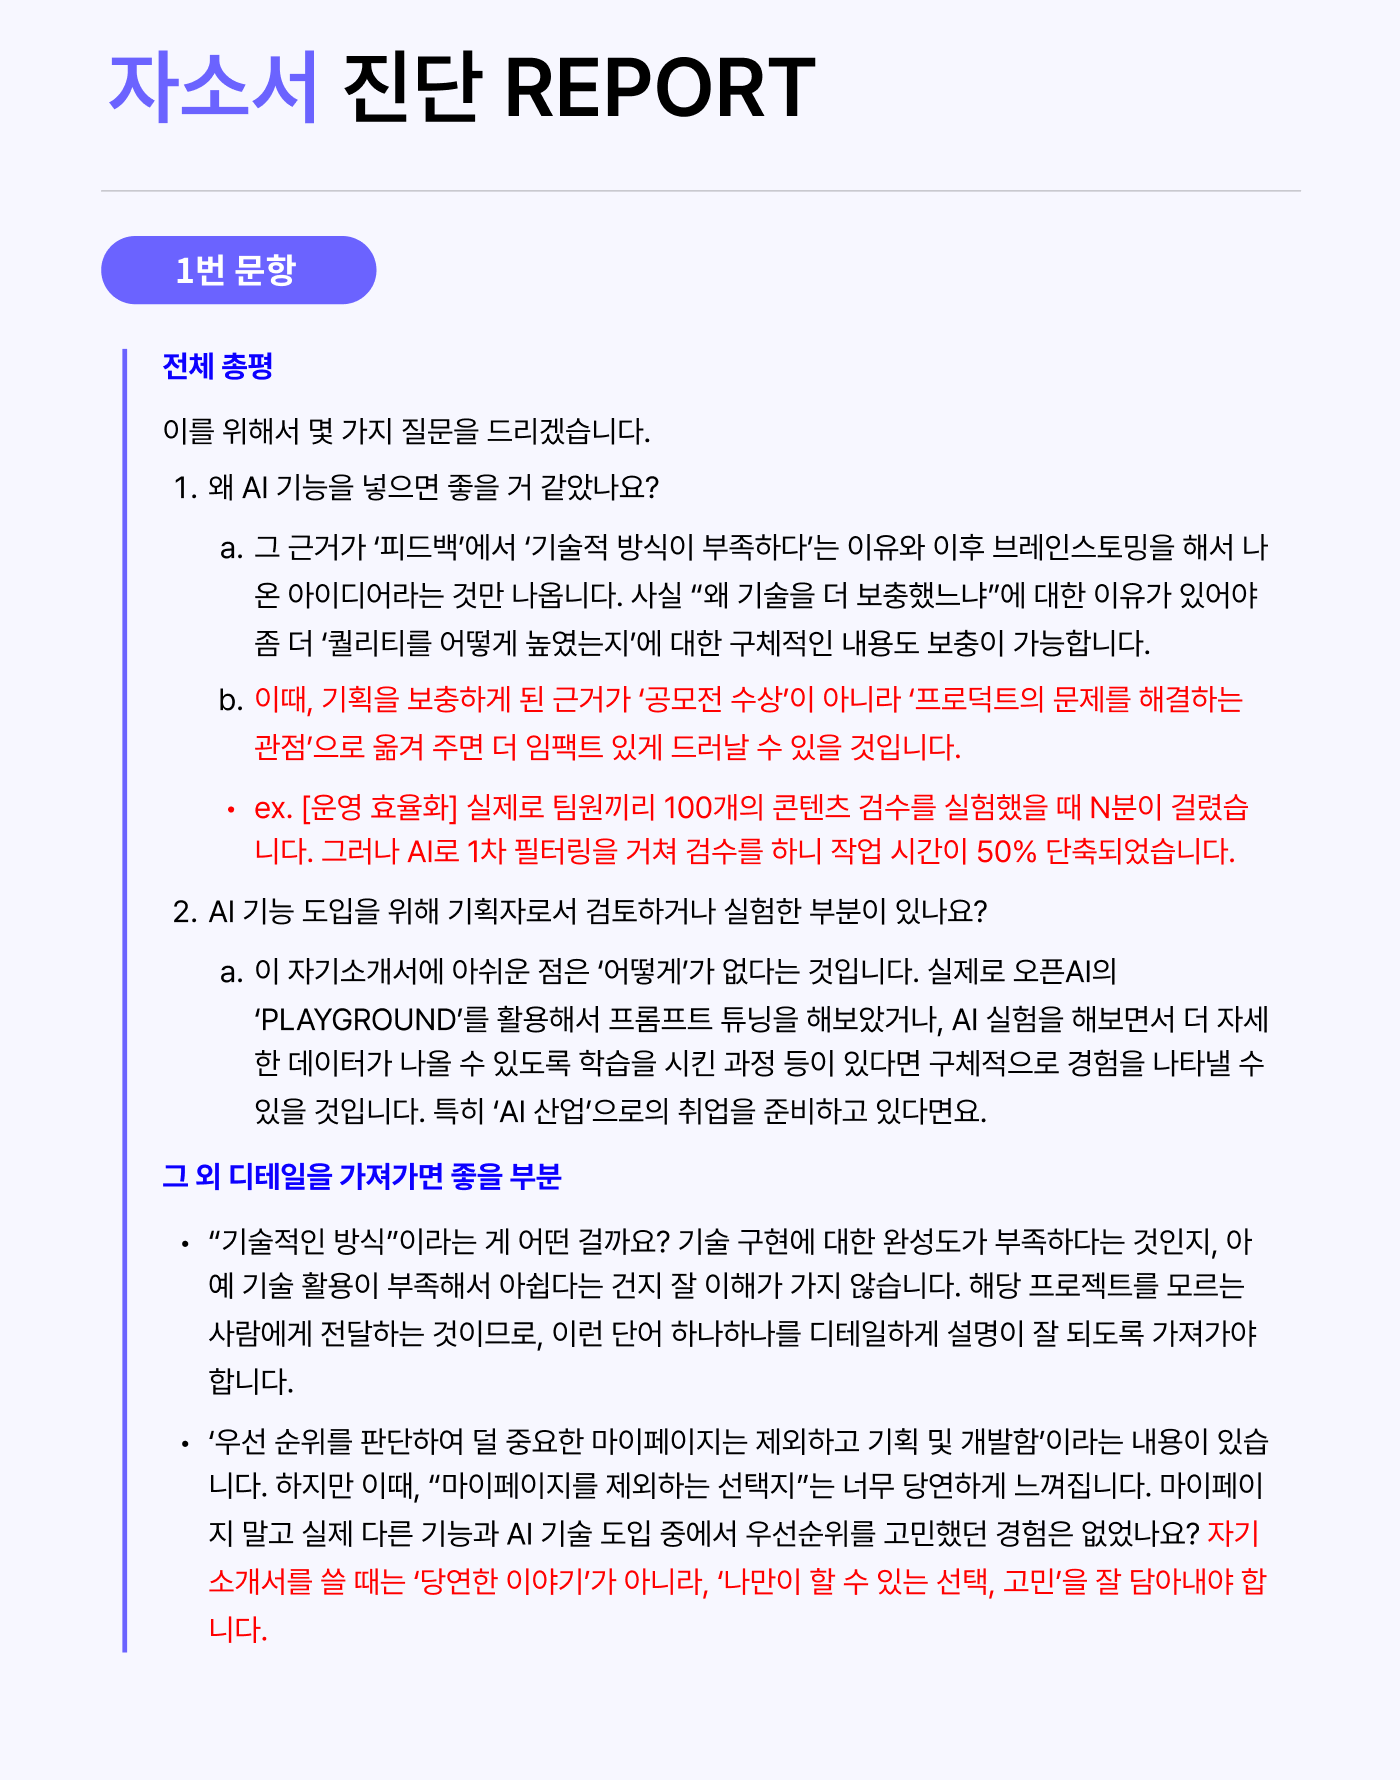 자소서 진단 REPORT
1번 문항
전체 총평
이를 위해서 몇 가지 질문을 드리겠습니다.
1. 왜 AI 기능을 넣으면 좋을 거 같았나요?
a. 그 근거가 ‘피드백’에서 ‘기술적 방식이 부족하다’는 이유와 이후 브레인스토밍을 해서 나
온 아이디어라는 것만 나옵니다. 사실 “왜 기술을 더 보충했느냐”에 대한 이유가 있어야
좀 더 ‘퀄리티를 어떻게 높였는지’에 대한 구체적인 내용도 보충이 가능합니다.
b. 이때, 기획을 보충하게 된 근거가 ‘공모전 수상’이 아니라 ‘프로덕트의 문제를 해결하는
관점’으로 옮겨 주면 더 임팩트 있게 드러날 수 있을 것입니다.
• ex. [운영 효율화] 실제로 팀원끼리 100개의 콘텐츠 검수를 실험했을 때 N분이 걸렸습
니다. 그러나 AI로 1차 필터링을 거쳐 검수를 하니 작업 시간이 50% 단축되었습니다.
2. AI 기능 도입을 위해 기획자로서 검토하거나 실험한 부분이 있나요?
a. 이 자기소개서에 아쉬운 점은 ‘어떻게’가 없다는 것입니다. 실제로 오픈AI의
‘PLAYGROUND’를 활용해서 프롬프트 튜닝을 해보았거나, AI 실험을 해보면서 더 자세
한 데이터가 나올 수 있도록 학습을 시킨 과정 등이 있다면 구체적으로 경험을 나타낼 수
있을 것입니다. 특히 ‘AI 산업’으로의 취업을 준비하고 있다면요.
그 외 디테일을 가져가면 좋을 부분
• “기술적인 방식”이라는 게 어떤 걸까요? 기술 구현에 대한 완성도가 부족하다는 것인지, 아
예 기술 활용이 부족해서 아쉽다는 건지 잘 이해가 가지 않습니다. 해당 프로젝트를 모르는
사람에게 전달하는 것이므로, 이런 단어 하나하나를 디테일하게 설명이 잘 되도록 가져가야
합니다.
• ‘우선 순위를 판단하여 덜 중요한 마이페이지는 제외하고 기획 및 개발함’이라는 내용이 있습
니다. 하지만 이때, “마이페이지를 제외하는 선택지”는 너무 당연하게 느껴집니다. 마이페이
지 말고 실제 다른 기능과 AI 기술 도입 중에서 우선순위를 고민했던 경험은 없었나요? 자기
소개서를 쓸 때는 ‘당연한 이야기’가 아니라, ‘나만이 할 수 있는 선택, 고민’을 잘 담아내야 합
니다.